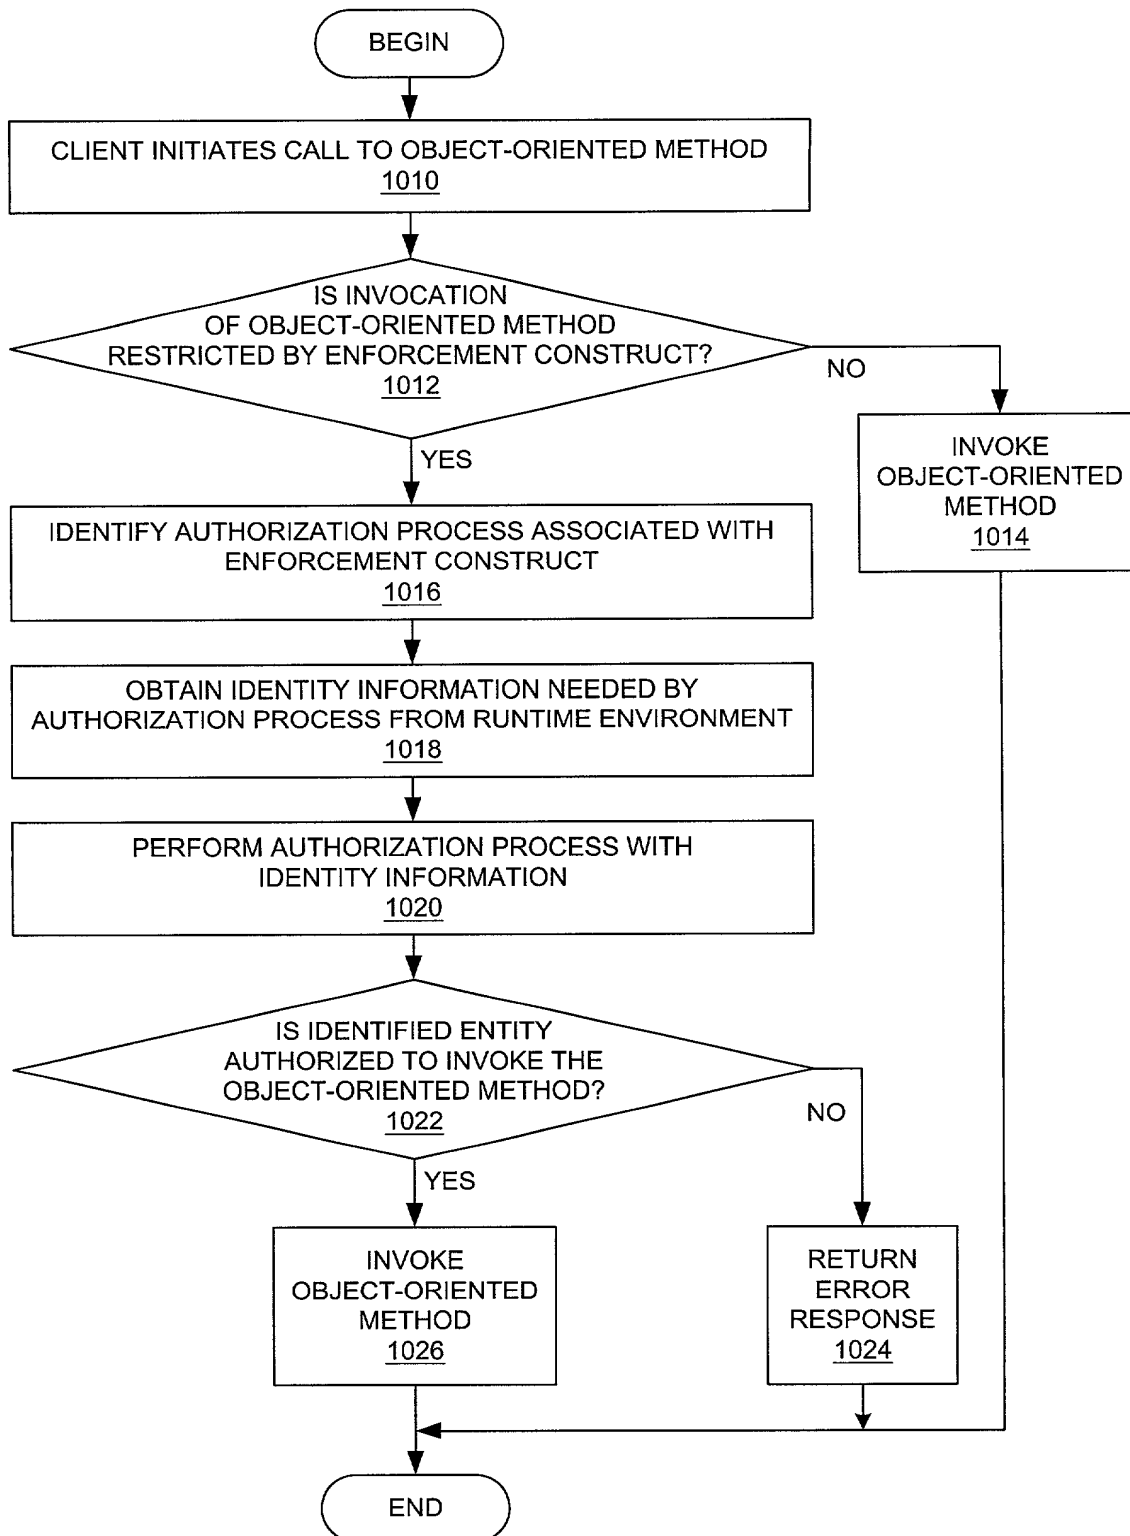 BEGIN
CLIENT INITIATES CALL TO OBJECT-ORIENTED METHOD
1010
IS INVOCATION
OF OBJECT-ORIENTED METHOD
RESTRICTED BY ENFORCEMENT CONSTRUCT?
1012
NO
YES
INVOKE
OBJECT-ORIENTED
METHOD
1014
IDENTIFY AUTHORIZATION PROCESS ASSOCIATED WITH
ENFORCEMENT CONSTRUCT
1016
OBTAIN IDENTITY INFORMATION NEEDED BY
AUTHORIZATION PROCESS FROM RUNTIME ENVIRONMENT
1018
PERFORM AUTHORIZATION PROCESS WITH
IDENTITY INFORMATION
1020
IS IDENTIFIED ENTITY
AUTHORIZED TO INVOKE THE
OBJECT-ORIENTED METHOD?
1022
NO
YES
INVOKE
OBJECT-ORIENTED
METHOD
1026
RETURN
ERROR
RESPONSE
1024
END